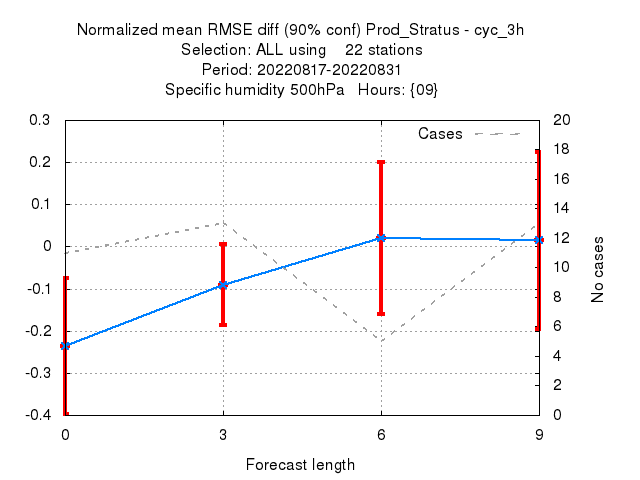 Normalized mean RMSE diff (90% conf) Prod_Stratus - cyc_3h
Selection: ALL using    22 stations
Period: 20220817-20220831
Specific humidity 500hPa   Hours: {09}
Cases
0.3
0.2
0.1
0
-0.1
-0.2
-0.3
-0.4
20
18
16
14
12
10
8
6
4
2
0
No cases
0 3 6 9
Forecast length